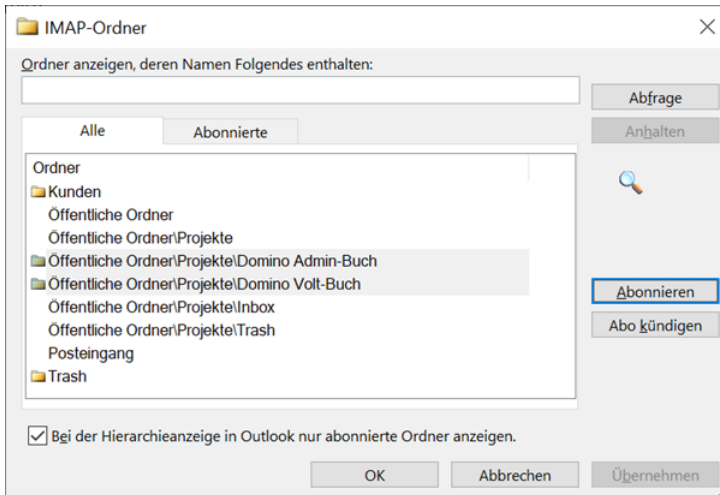 IMAP-Ordner
Ordner anzeigen, deren Namen Folgendes enthalten:
Abfrage
Alle
Abonnierte
Anhalten
Ordner
Kunden
Öffentliche Ordner
Öffentliche Ordner\Projekte
Öffentliche Ordner\Projekte\Domino Admin-Buch
Öffentliche Ordner\Projekte\Domino Volt-Buch
Abonnieren
Öffentliche Ordner\Projekte\Inbox
Öffentliche Ordner\Projekte\Trash
Abo kündigen
Posteingang
Trash
Bei der Hierarchieanzeige in Outlook nur abonnierte Ordner anzeigen.
OK
Abbrechen
Übernehmen